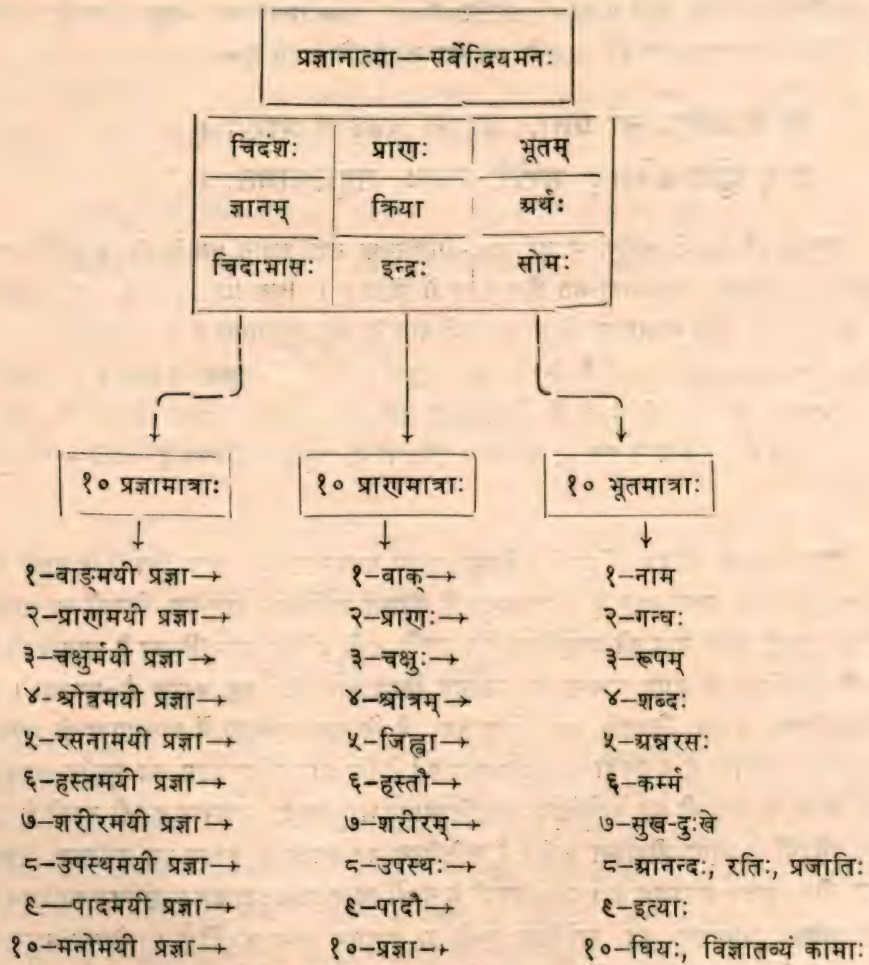 प्रज्ञानात्मा—सर्वेन्द्रियमनः
चिदंशः प्राणः भूतम्
ज्ञानम् क्रिया अर्थः
चिदाभासः इन्द्रः सोमः
१० प्रज्ञामात्राः १० प्राणमात्राः १० भूतमात्राः
१–वाङ्मयी प्रज्ञा→ १–वाक्→ १–नाम
२–प्राणमयी प्रज्ञा→ २–प्राणः→ २–गन्धः
३–चक्षुर्मयी प्रज्ञा→ ३–चक्षुः→ ३–रूपम्
४-श्रोत्रमयी प्रज्ञा→ ४–श्रोत्रम्→ ४–शब्दः
५–रसनामयी प्रज्ञा→ ५–जिह्वा→ ५–अन्नरसः
६–हस्तमयी प्रज्ञा→ ६–हस्तौ→ ६–कर्म्म
७–शरीरमयी प्रज्ञा→ ७–शरीरम्→ ७–सुख-दुःखे
८–उपस्थमयी प्रज्ञा→ ८–उपस्थः→ ८–आनन्दः, रतिः, प्रजातिः
९—पादमयी प्रज्ञा→ ९–पादौ→ ९–इत्याः
१०–मनोमयी प्रज्ञा→ १०–प्रज्ञा→ १०–धियः, विज्ञातव्यं कामाः